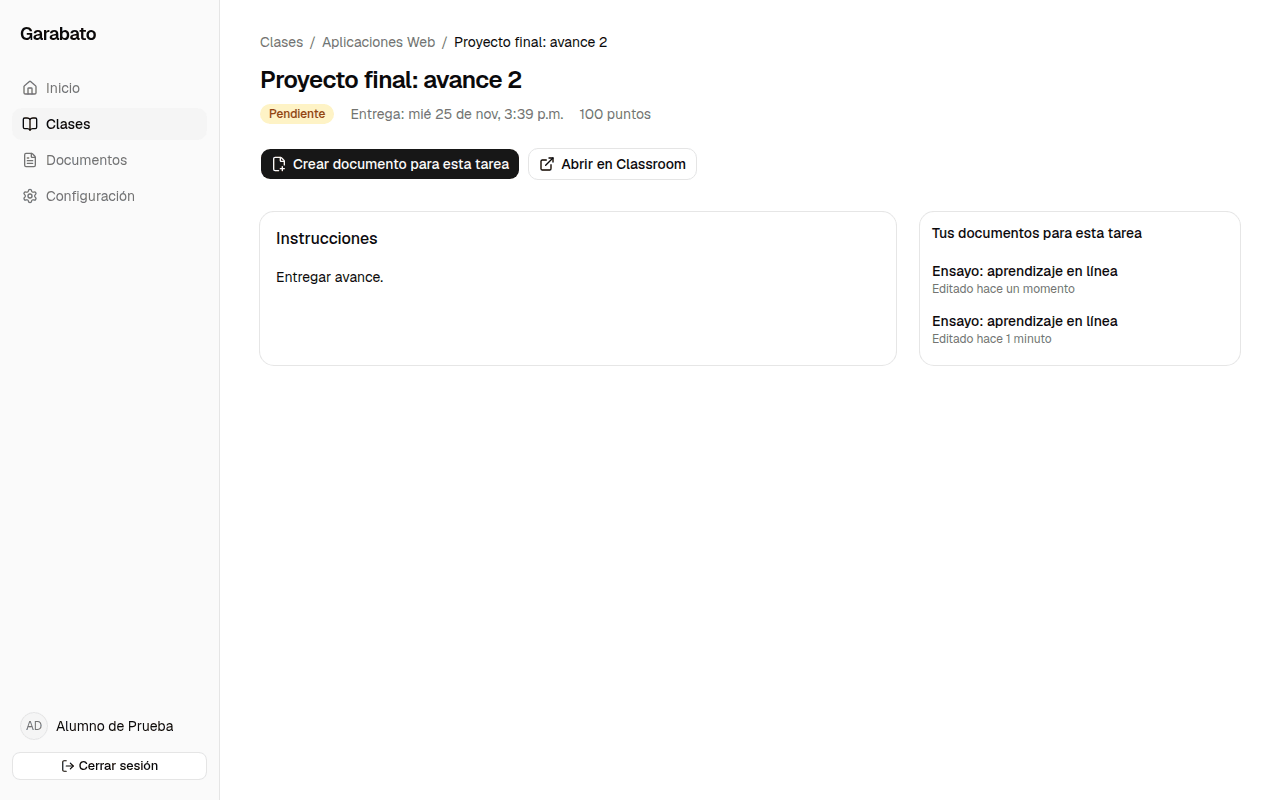 Garabato
Inicio
Clases
Documentos
Configuración
AD
Alumno de Prueba
Cerrar sesión
Clases / Aplicaciones Web / Proyecto final: avance 2
Proyecto final: avance 2
Pendiente Entrega: mié 25 de nov, 3:39 p.m. 100 puntos
Crear documento para esta tarea Abrir en Classroom
Instrucciones
Entregar avance.
Tus documentos para esta tarea
Ensayo: aprendizaje en línea
Editado hace un momento
Ensayo: aprendizaje en línea
Editado hace 1 minuto